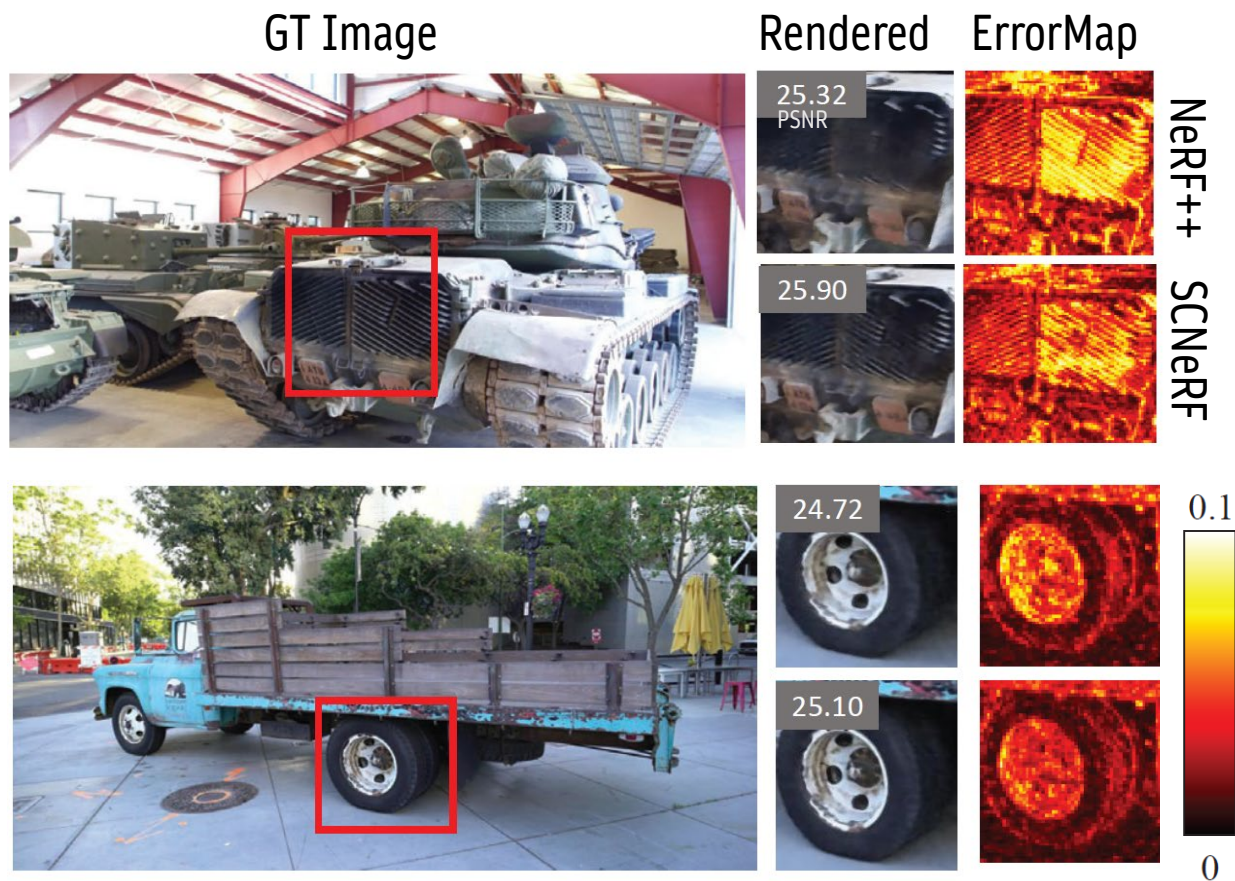 GT Image
Rendered
ErrorMap
25.32
PSNR
NeRF++
25.90
SCNeRF
24.72
25.10
0.1
0